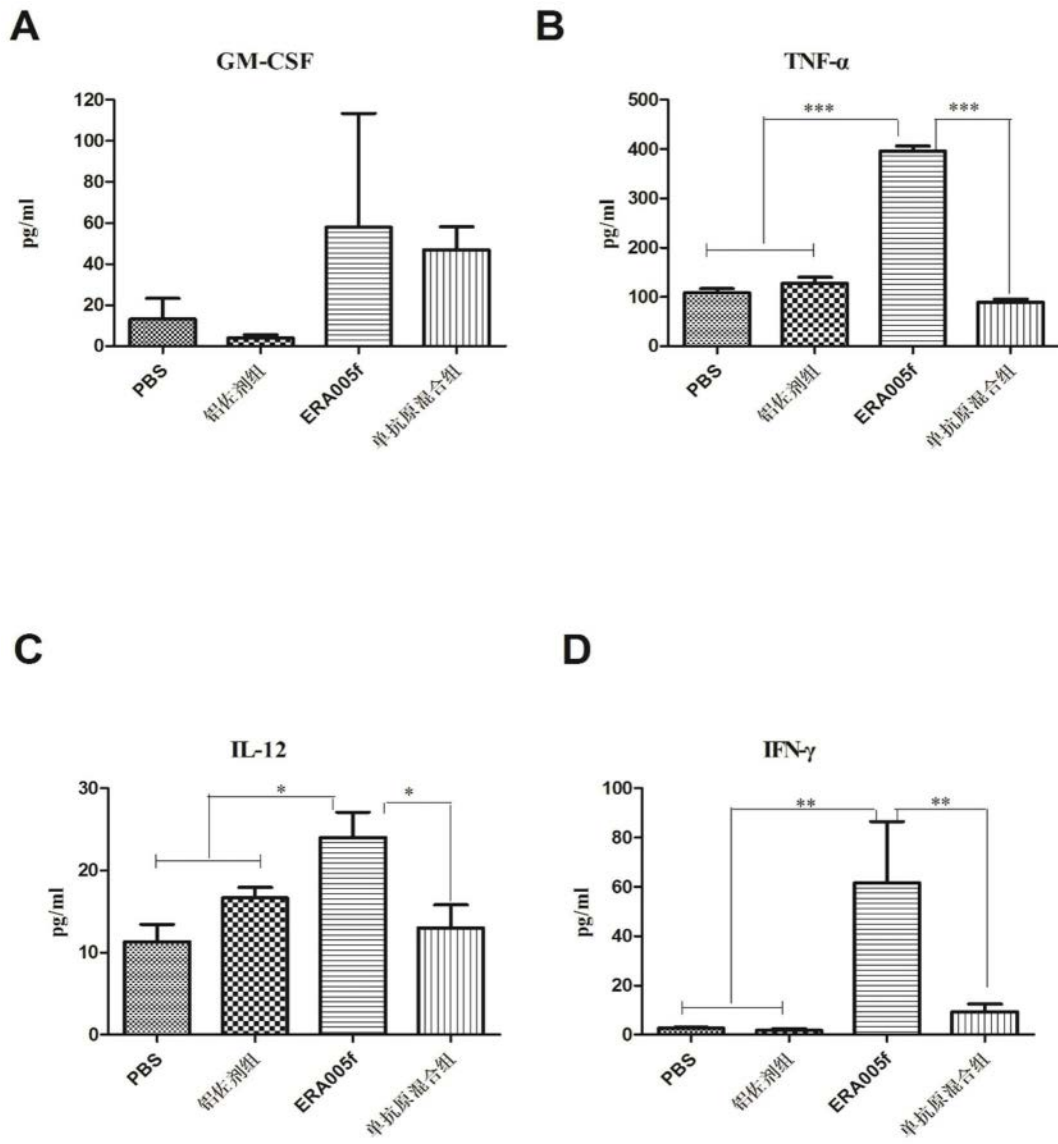 A
GM-CSF
120
100
80
60
40
20
0
pg/ml
PBS
铝佐剂组
ERA005f
单抗原混合组
B
TNF-α
500
400
300
200
100
0
pg/ml
***
***
PBS
铝佐剂组
ERA005f
单抗原混合组
C
IL-12
30
20
10
0
pg/ml
*
*
PBS
铝佐剂组
ERA005f
单抗原混合组
D
IFN-γ
100
80
60
40
20
0
pg/ml
**
**
PBS
铝佐剂组
ERA005f
单抗原混合组